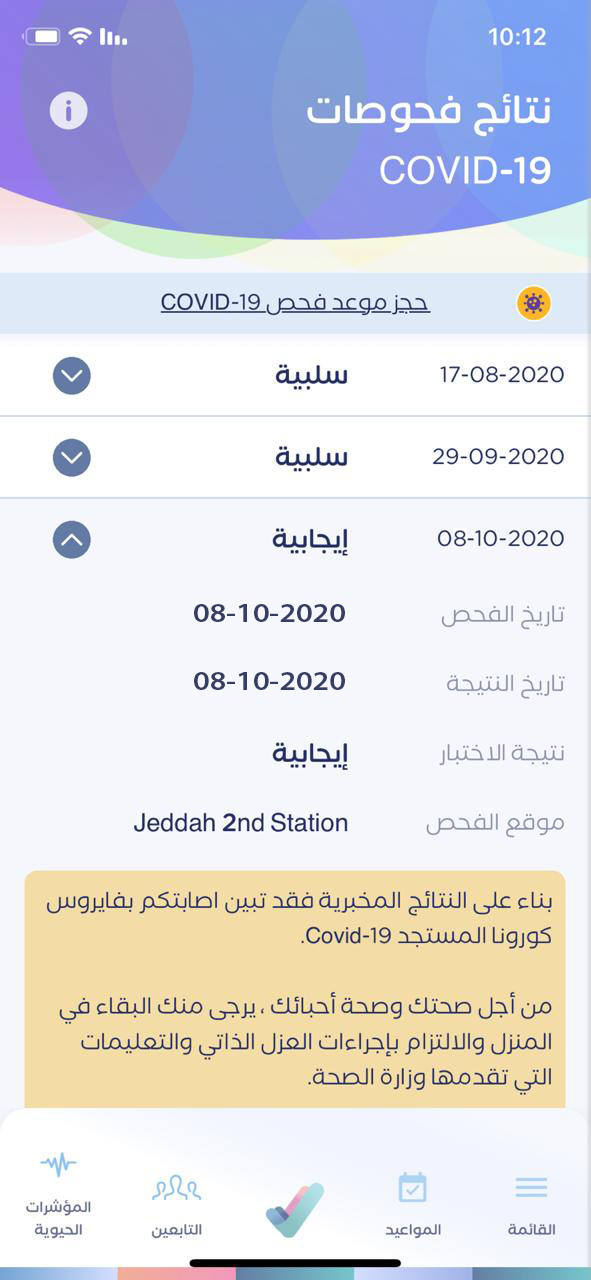 10:12
نتائج فحوصات
COVID-19
حجز موعد فحص COVID-19
17-08-2020 سلبية
29-09-2020 سلبية
08-10-2020 إيجابية
تاريخ الفحص 08-10-2020
تاريخ النتيجة 08-10-2020
نتيجة الاختبار إيجابية
موقع الفحص Jeddah 2nd Station
بناء على النتائج المخبرية فقد تبين اصابتكم بفايروس
كورونا المستجد Covid-19.
من أجل صحتك وصحة أحبائك ، يرجى منك البقاء في
المنزل والالتزام بإجراءات العزل الذاتي والتعليمات
التي تقدمها وزارة الصحة.
القائمة
المواعيد
التابعين
المؤشرات
الحيوية